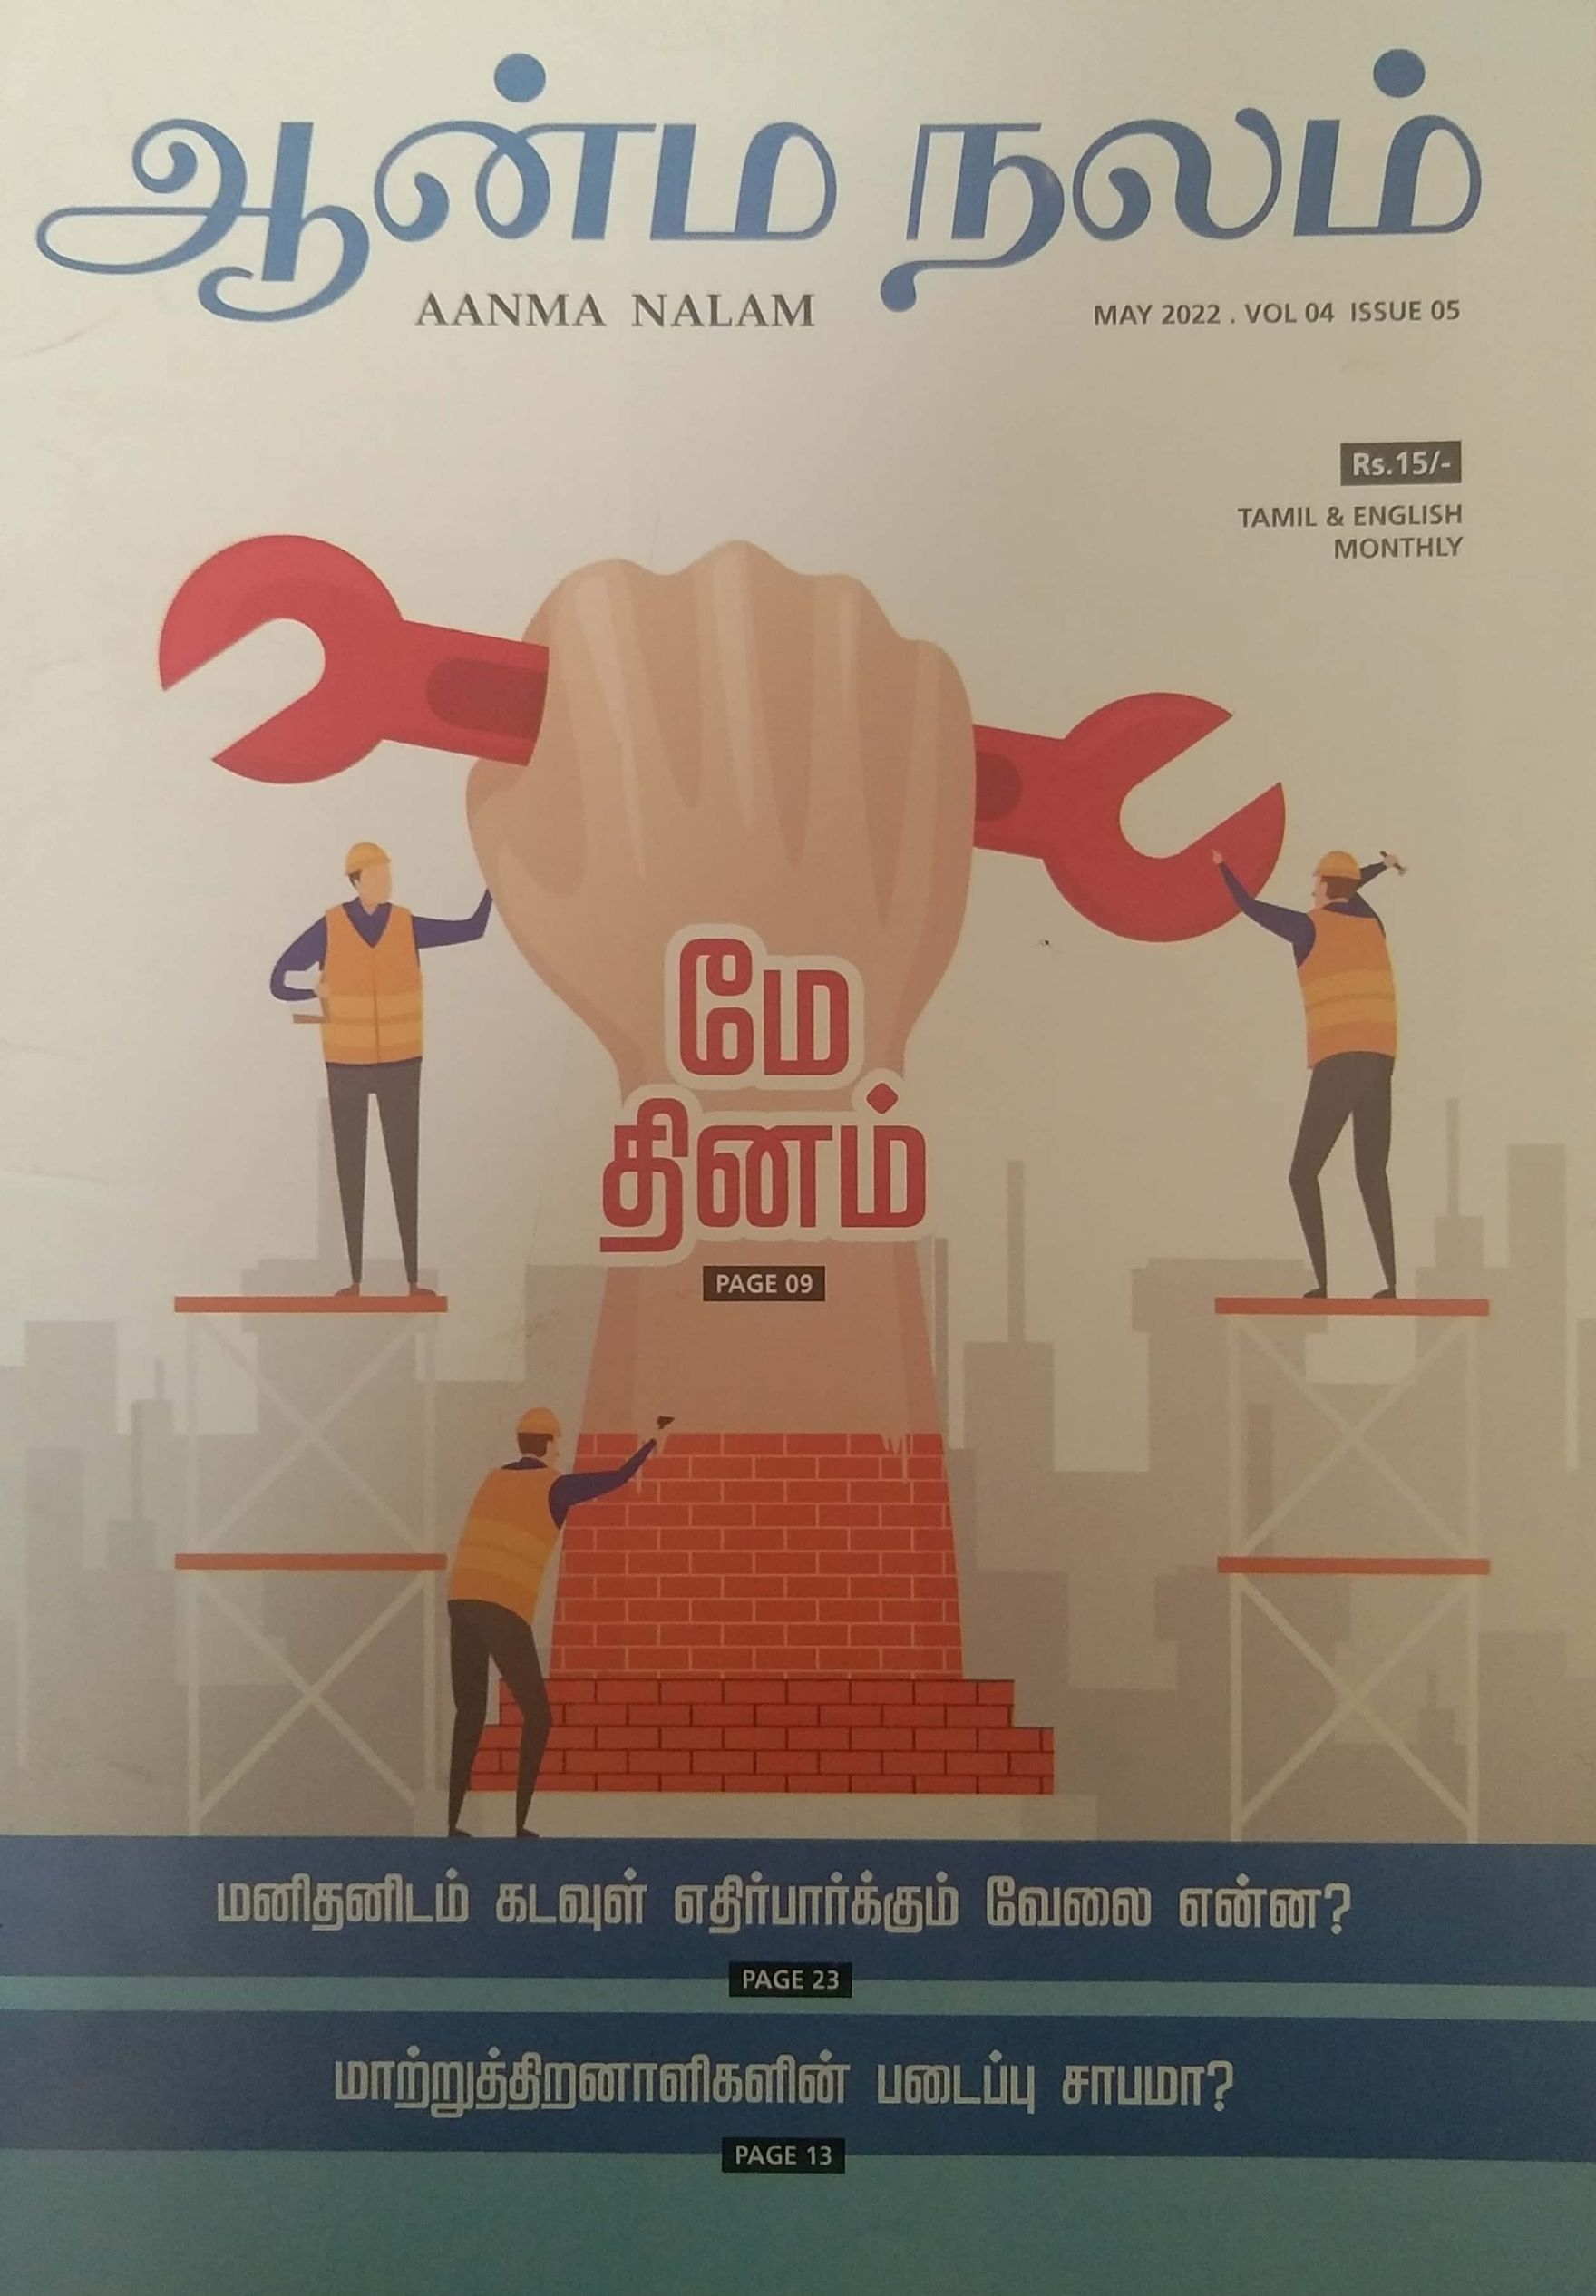 ஆன்ம நலம்
AANMA NALAM
MAY 2022 . VOL 04 ISSUE 05
Rs.15/-
TAMIL & ENGLISH
MONTHLY
மே
தினம்
PAGE 09
மனிதனிடம் கடவுள் எதிர்பார்க்கும் வேலை என்ன?
PAGE 23
மாற்றுத்திறனாளிகளின் படைப்பு சாபமா?
PAGE 13